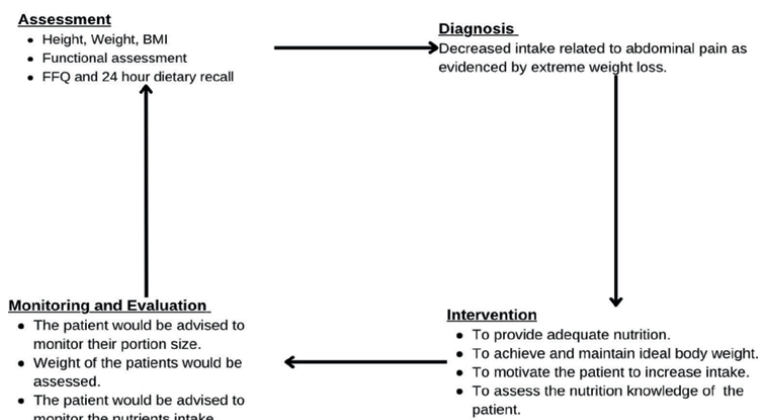 Assessment
• Height, Weight, BMI
• Functional assessment
• FFQ and 24 hour dietary recall
Diagnosis
Decreased intake related to abdominal pain as
evidenced by extreme weight loss.
Intervention
• To provide adequate nutrition.
• To achieve and maintain ideal body weight.
• To motivate the patient to increase intake.
• To assess the nutrition knowledge of the
patient.
Monitoring and Evaluation
• The patient would be advised to
monitor their portion size.
• Weight of the patients would be
assessed.
• The patient would be advised to
monitor the nutrients intake